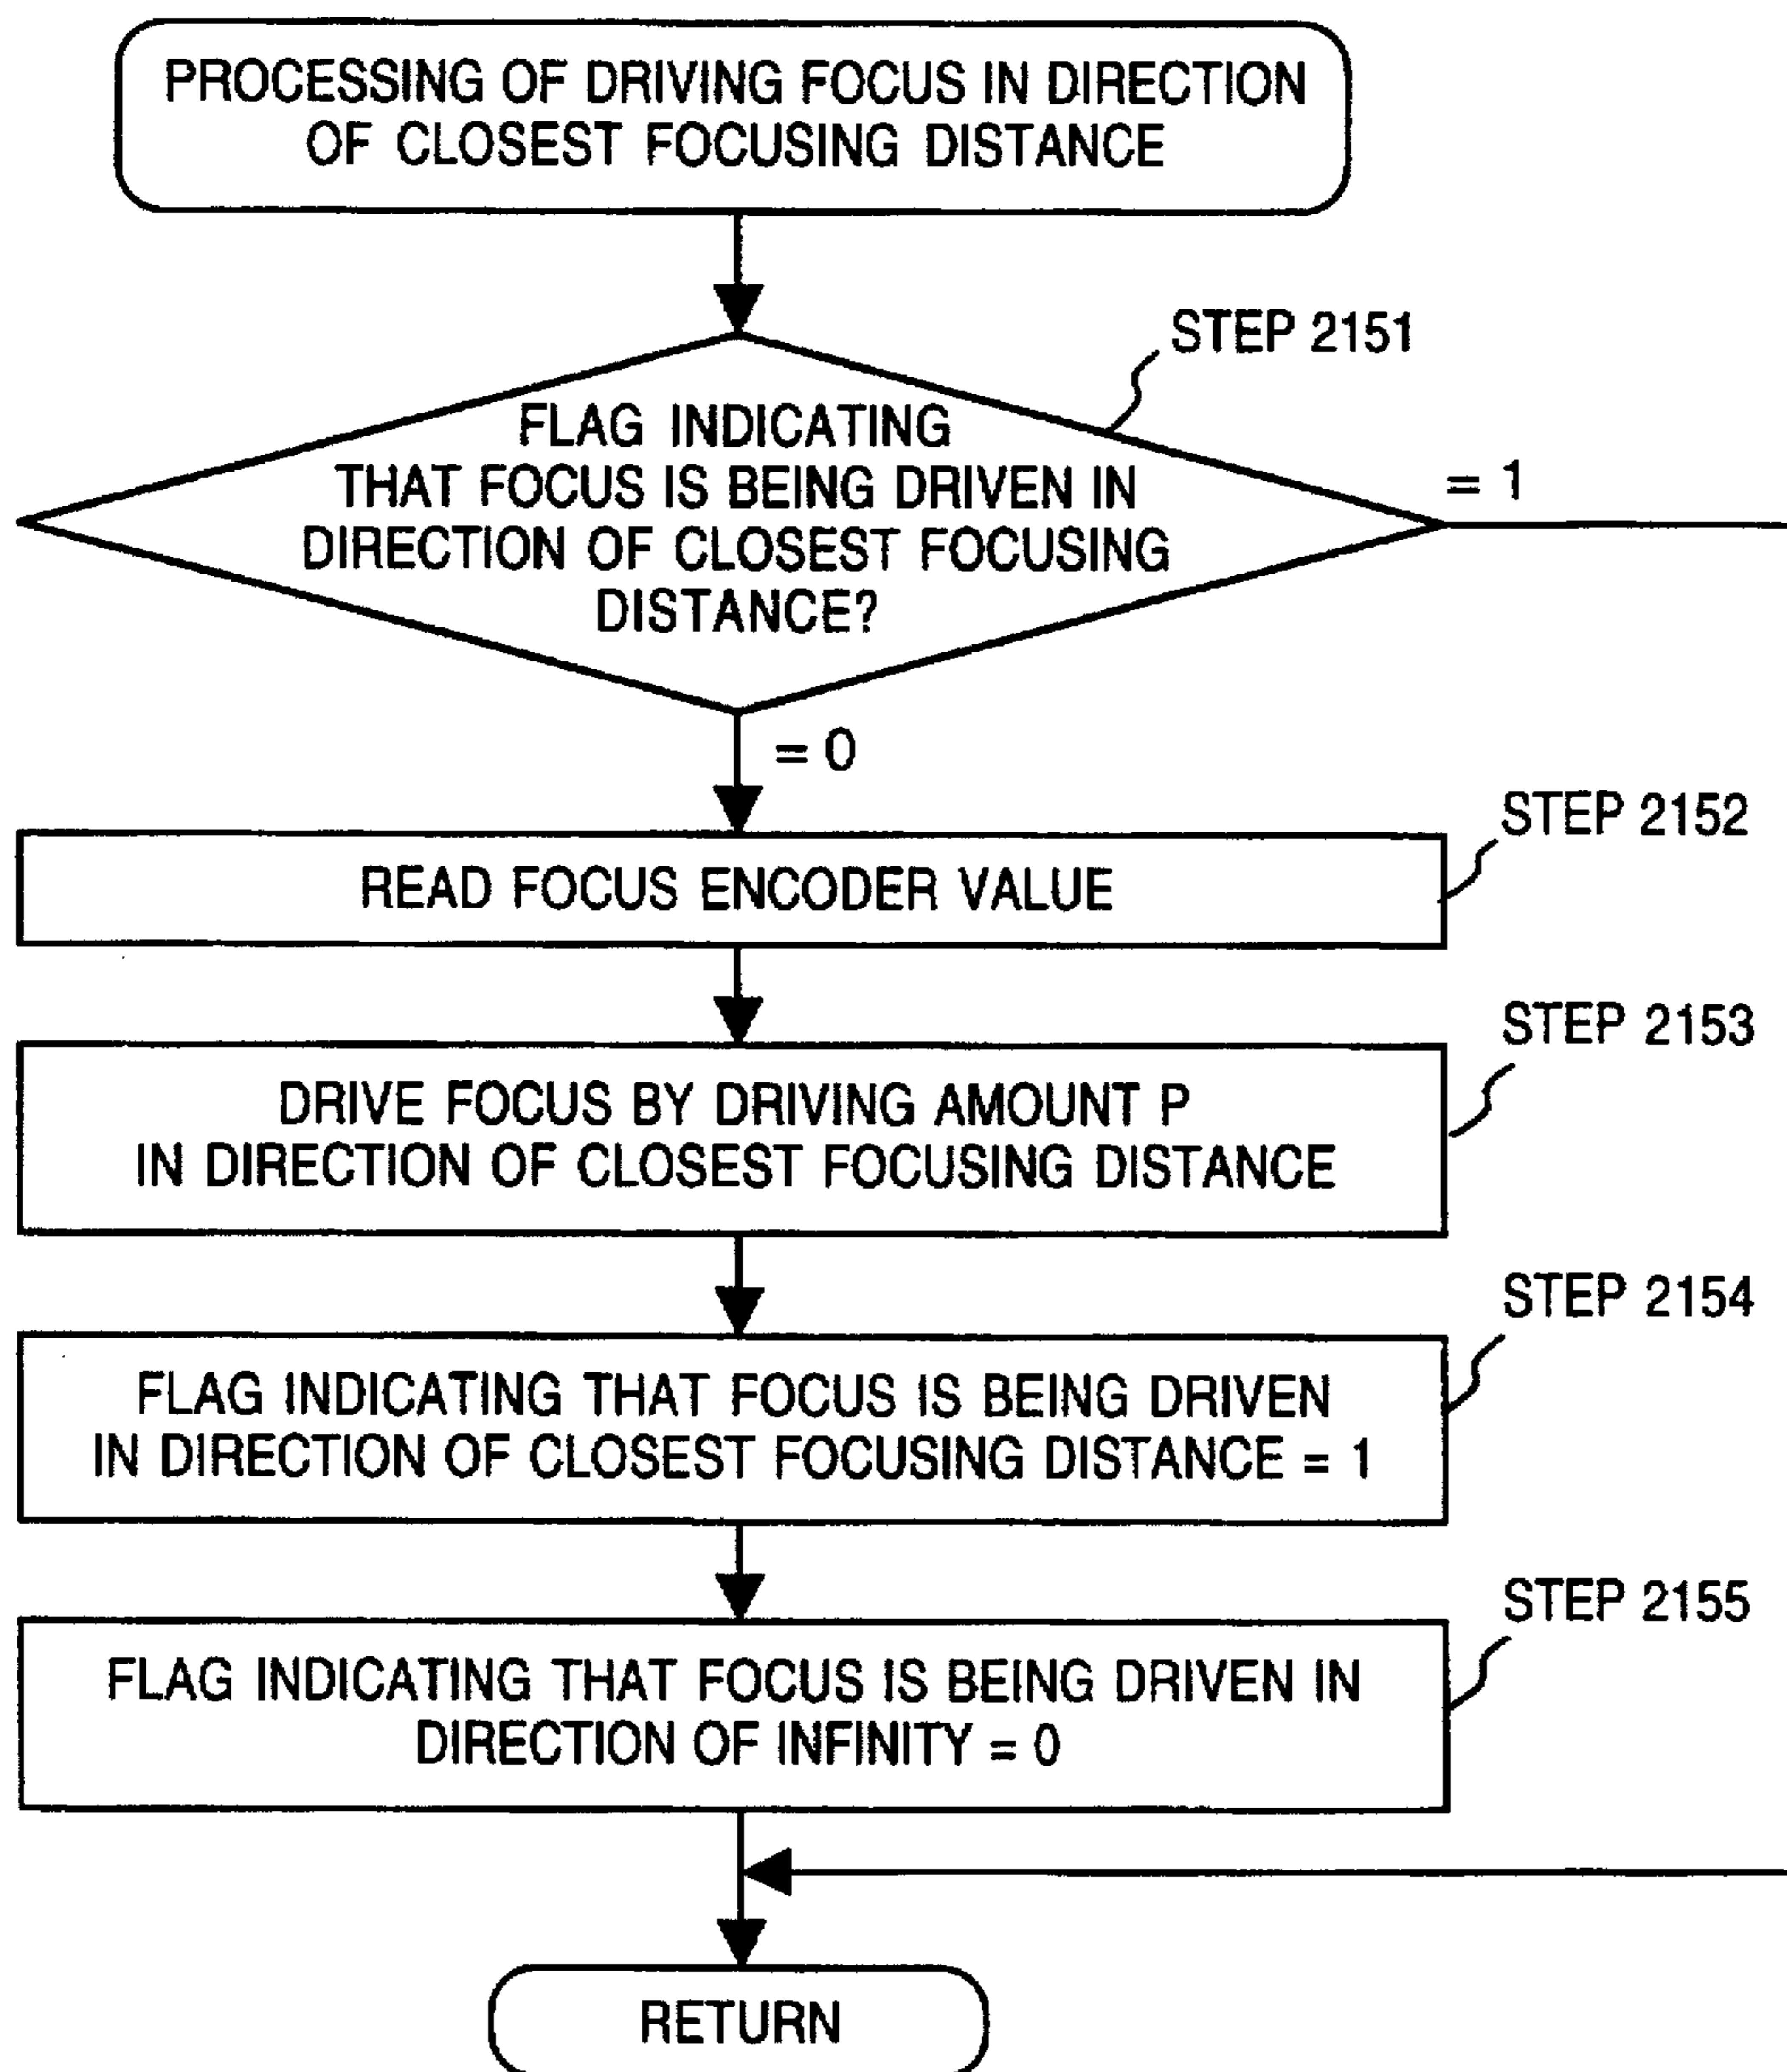 PROCESSING OF DRIVING FOCUS IN DIRECTION
OF CLOSEST FOCUSING DISTANCE
STEP 2151
FLAG INDICATING
THAT FOCUS IS BEING DRIVEN IN
DIRECTION OF CLOSEST FOCUSING
DISTANCE?
= 1
= 0
STEP 2152
READ FOCUS ENCODER VALUE
STEP 2153
DRIVE FOCUS BY DRIVING AMOUNT P
IN DIRECTION OF CLOSEST FOCUSING DISTANCE
STEP 2154
FLAG INDICATING THAT FOCUS IS BEING DRIVEN
IN DIRECTION OF CLOSEST FOCUSING DISTANCE = 1
STEP 2155
FLAG INDICATING THAT FOCUS IS BEING DRIVEN IN
DIRECTION OF INFINITY = 0
RETURN